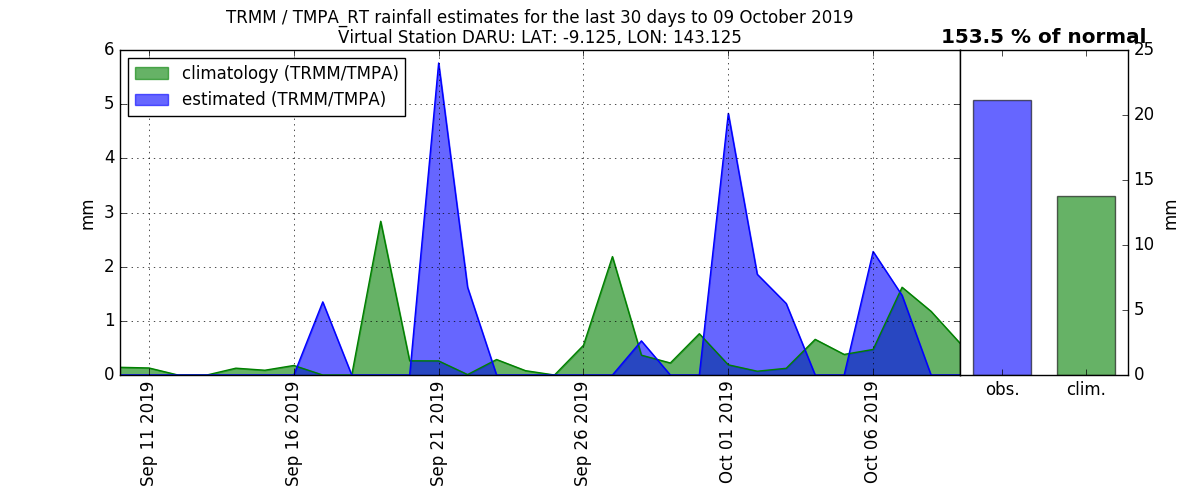 TRMM / TMPA_RT rainfall estimates for the last 30 days to 09 October 2019
Virtual Station DARU: LAT: -9.125, LON: 143.125
153.5 % of normal
climatology (TRMM/TMPA)
estimated (TRMM/TMPA)
6
5
4
3
2
1
0
mm
Sep 11 2019
Sep 16 2019
Sep 21 2019
Sep 26 2019
Oct 01 2019
Oct 06 2019
obs.
clim.
25
20
15
10
5
0
mm